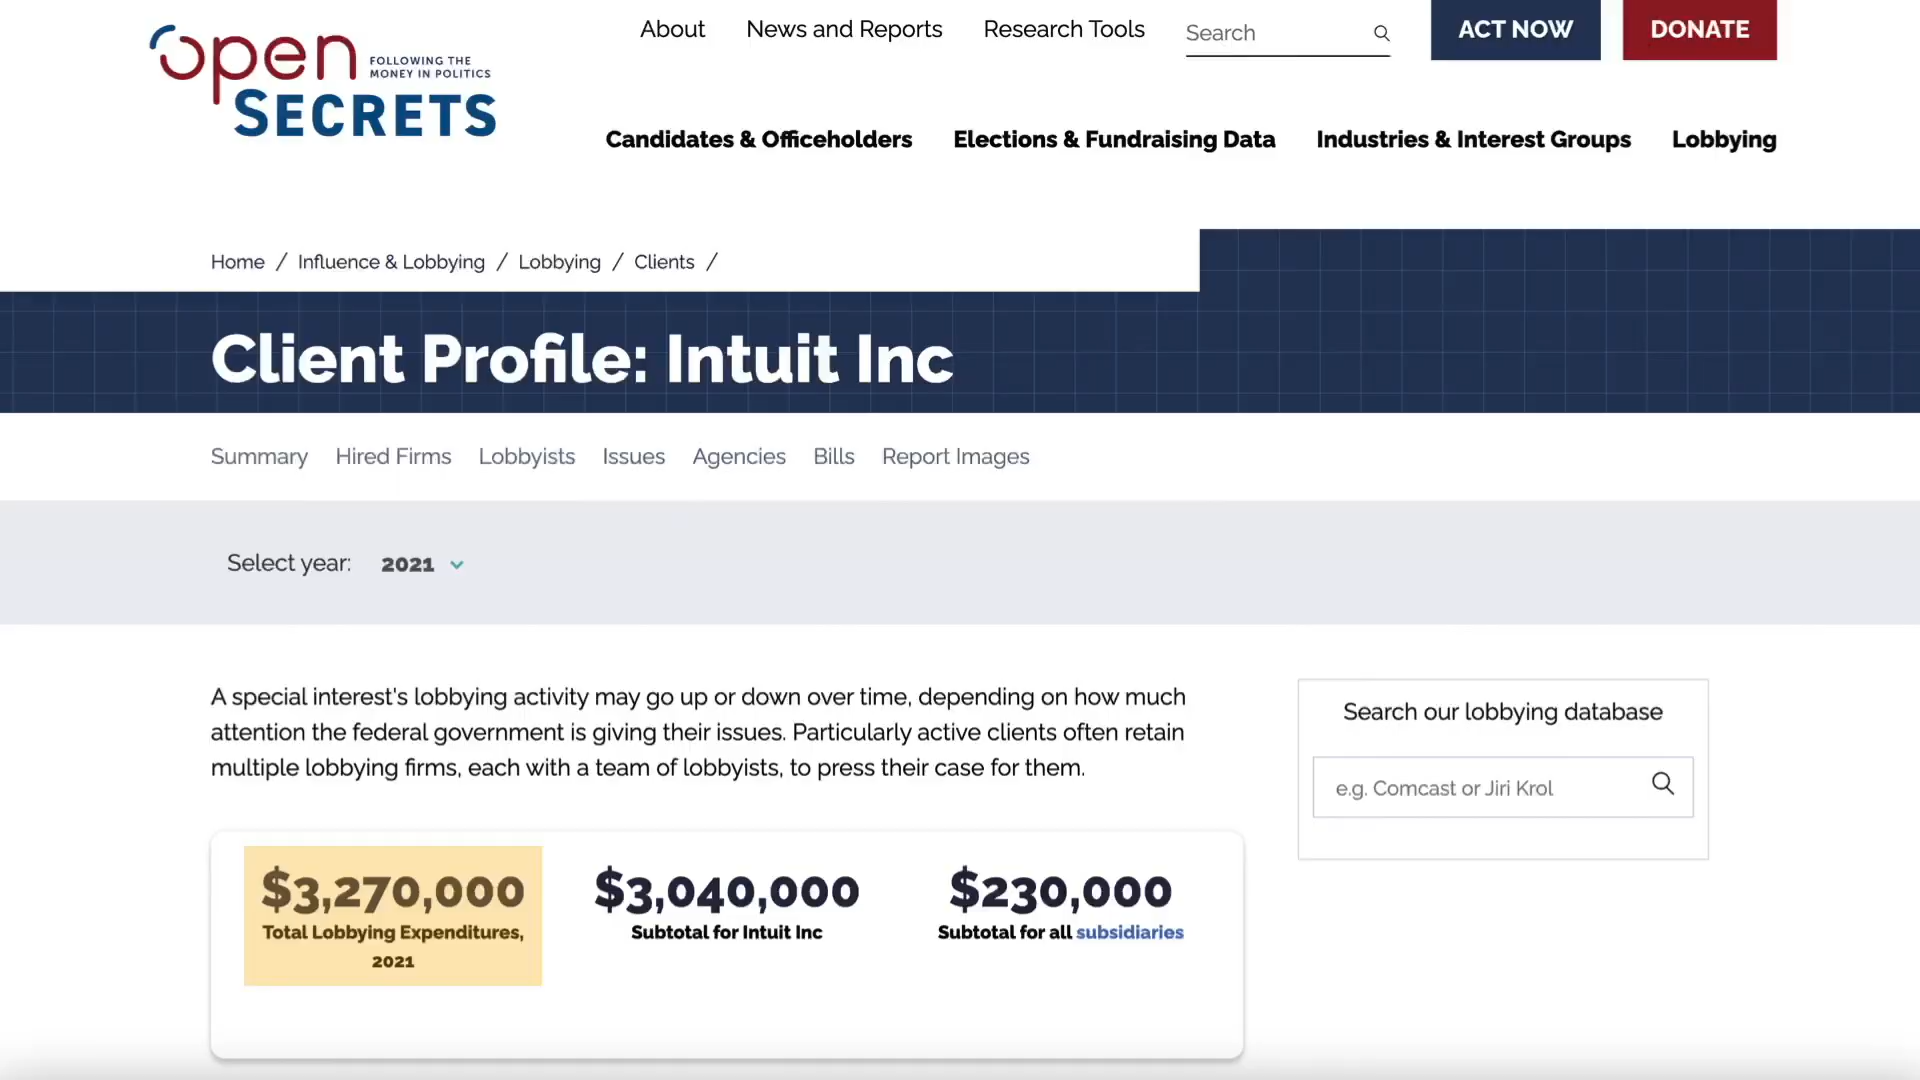 open
FOLLOWING THE
MONEY IN POLITICS
SECRETS
About News and Reports Research Tools Search ACT NOW DONATE
Candidates & Officeholders Elections & Fundraising Data Industries & Interest Groups Lobbying
Home / Influence & Lobbying / Lobbying / Clients /
Client Profile: Intuit Inc
Summary Hired Firms Lobbyists Issues Agencies Bills Report Images
Select year: 2021
A special interest's lobbying activity may go up or down over time, depending on how much
attention the federal government is giving their issues. Particularly active clients often retain
multiple lobbying firms, each with a team of lobbyists, to press their case for them.
Search our lobbying database
e.g. Comcast or Jiri Krol
$3,270,000
Total Lobbying Expenditures,
2021
$3,040,000
Subtotal for Intuit Inc
$230,000
Subtotal for all subsidiaries